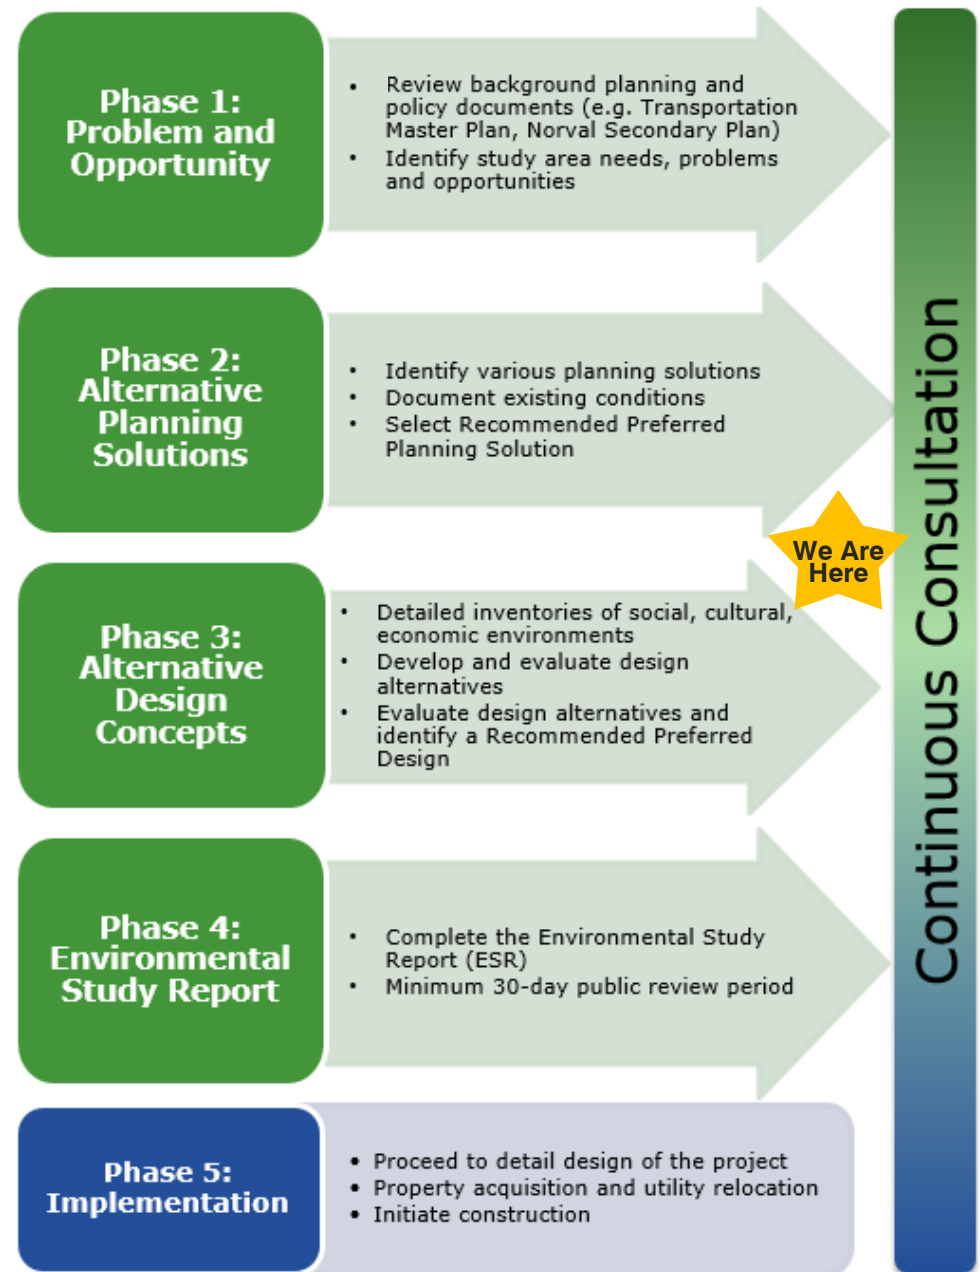 Phase 1:
Problem and
Opportunity
• Review background planning and
policy documents (e.g. Transportation
Master Plan, Norval Secondary Plan)
• Identify study area needs, problems
and opportunities
Phase 2:
Alternative
Planning
Solutions
• Identify various planning solutions
• Document existing conditions
• Select Recommended Preferred
Planning Solution
We Are
Here
Phase 3:
Alternative
Design
Concepts
• Detailed inventories of social, cultural,
economic environments
• Develop and evaluate design
alternatives
• Evaluate design alternatives and
identify a Recommended Preferred
Design
Phase 4:
Environmental
Study Report
• Complete the Environmental Study
Report (ESR)
• Minimum 30-day public review period
Phase 5:
Implementation
• Proceed to detail design of the project
• Property acquisition and utility relocation
• Initiate construction
Continuous Consultation